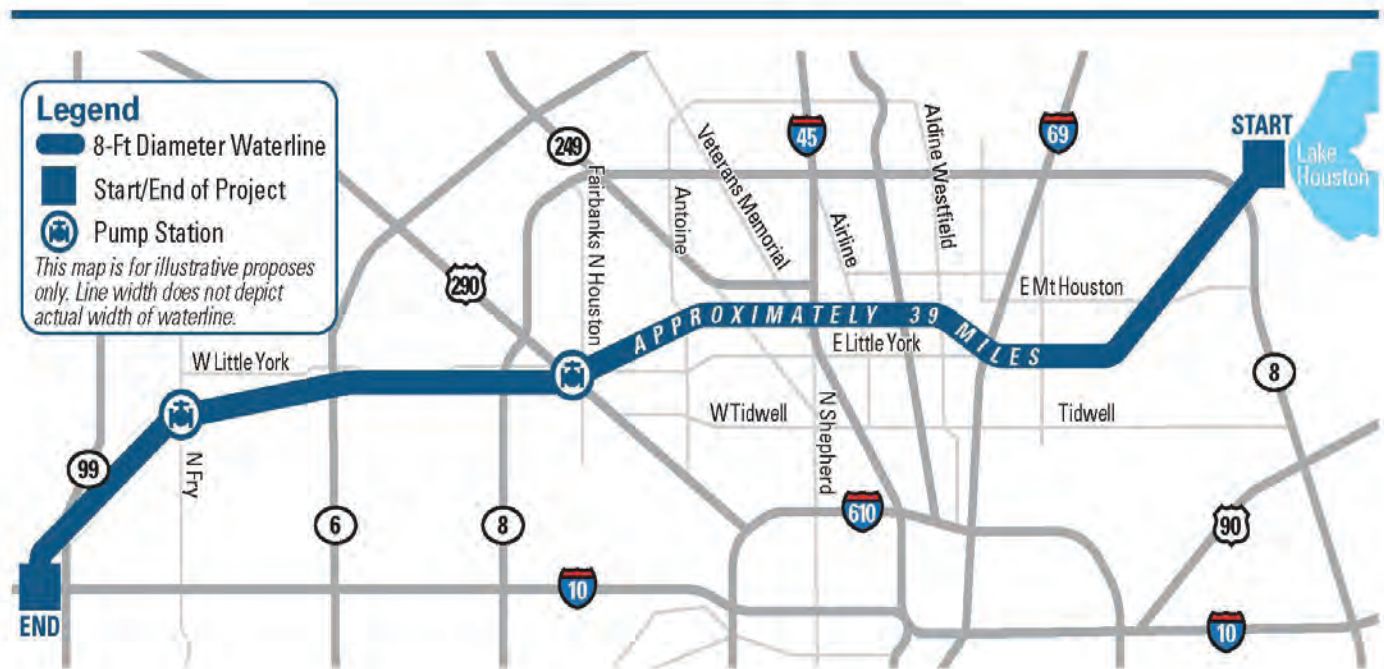 Legend
8-Ft Diameter Waterline
Start/End of Project
Pump Station
This map is for illustrative proposes
only. Line width does not depict
actual width of waterline.
249
45
69
START
Lake
Houston
Veterans Memorial
Aldine Westfield
Fairbanks N Houston
Antoine
Airline
290
E Mt Houston
APPROXIMATELY 39 MILES
W Little York
E Little York
8
W Tidwell
N Shepherd
Tidwell
99
N Fry
6
8
610
90
10
10
END